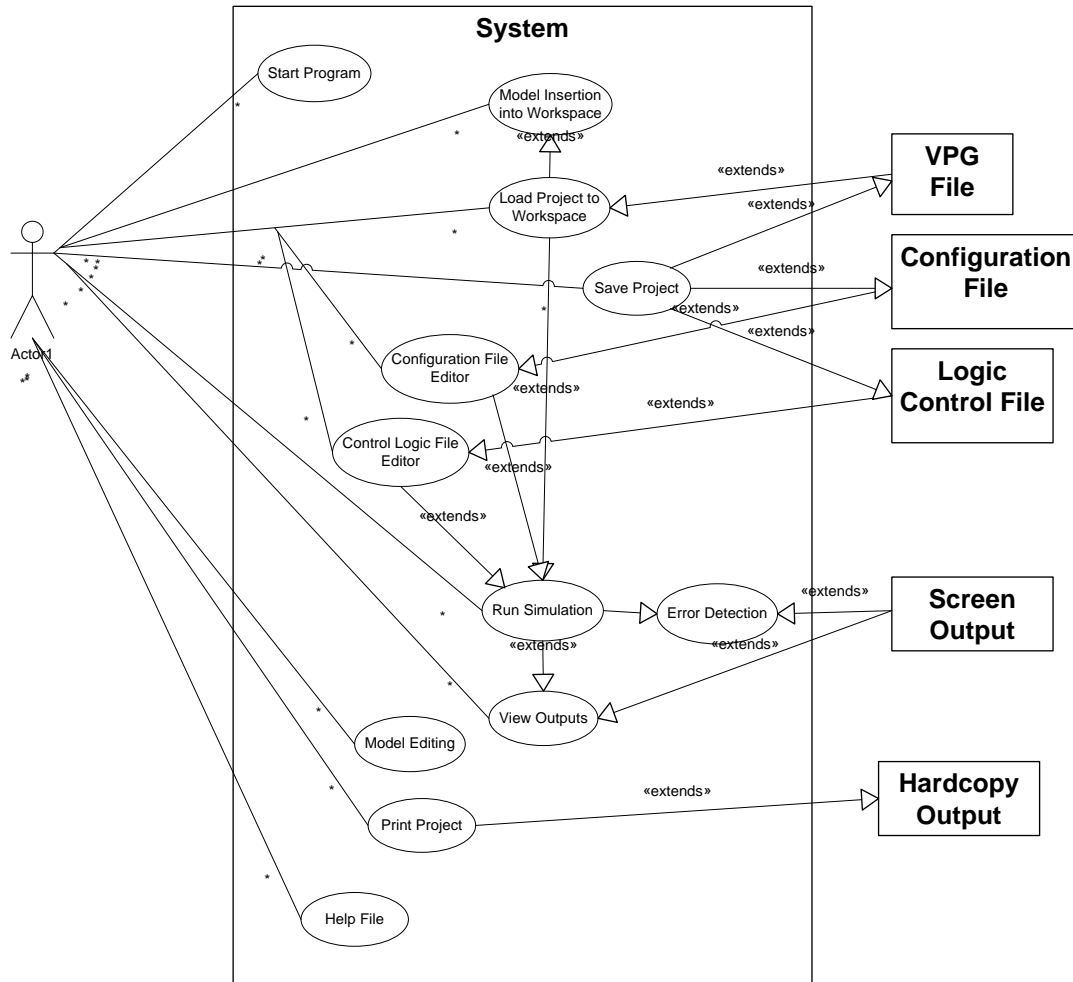 System
Start Program
*
Model Insertion
into Workspace
*
«extends»
VPG
File
«extends»
Load Project to
Workspace
«extends»
*
Configuration
File
«extends»
*
*
*
*
*
*
*
*
Save Project
«extends»
*
«extends»
Actor1
*
Configuration File
Editor
Logic
Control File
*
*
«extends»
«extends»
*
Control Logic File
Editor
«extends»
«extends»
Run Simulation
Error Detection
«extends»
Screen
Output
*
«extends»
«extends»
*
View Outputs
*
Model Editing
Hardcopy
Output
*
«extends»
Print Project
*
Help File